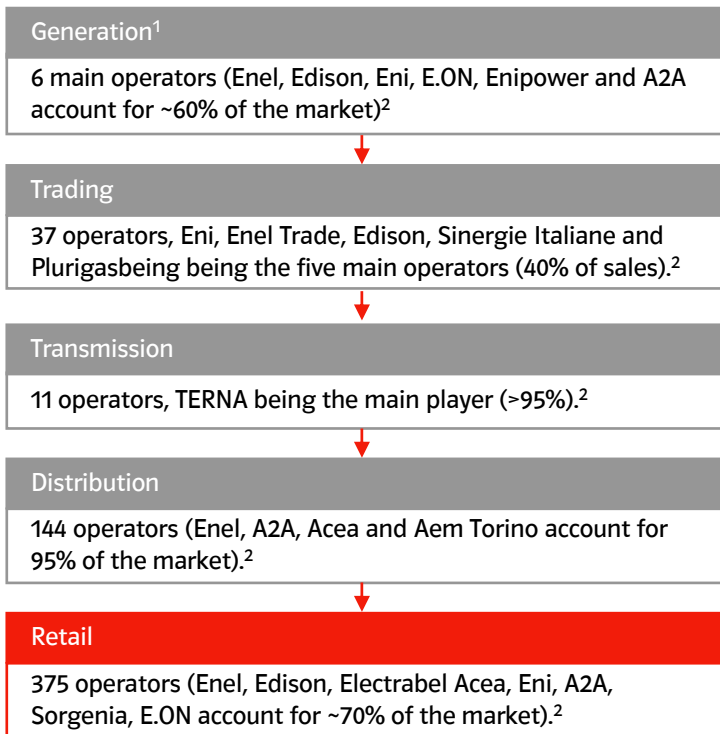 Generation¹
6 main operators (Enel, Edison, Eni, E.ON, Enipower and A2A
account for ~60% of the market)²
Trading
37 operators, Eni, Enel Trade, Edison, Sinergie Italiane and
Plurigasbeing being the five main operators (40% of sales).²
Transmission
11 operators, TERNA being the main player (>95%).²
Distribution
144 operators (Enel, A2A, Acea and Aem Torino account for
95% of the market).²
Retail
375 operators (Enel, Edison, Electrabel Acea, Eni, A2A,
Sorgenia, E.ON account for ~70% of the market).²